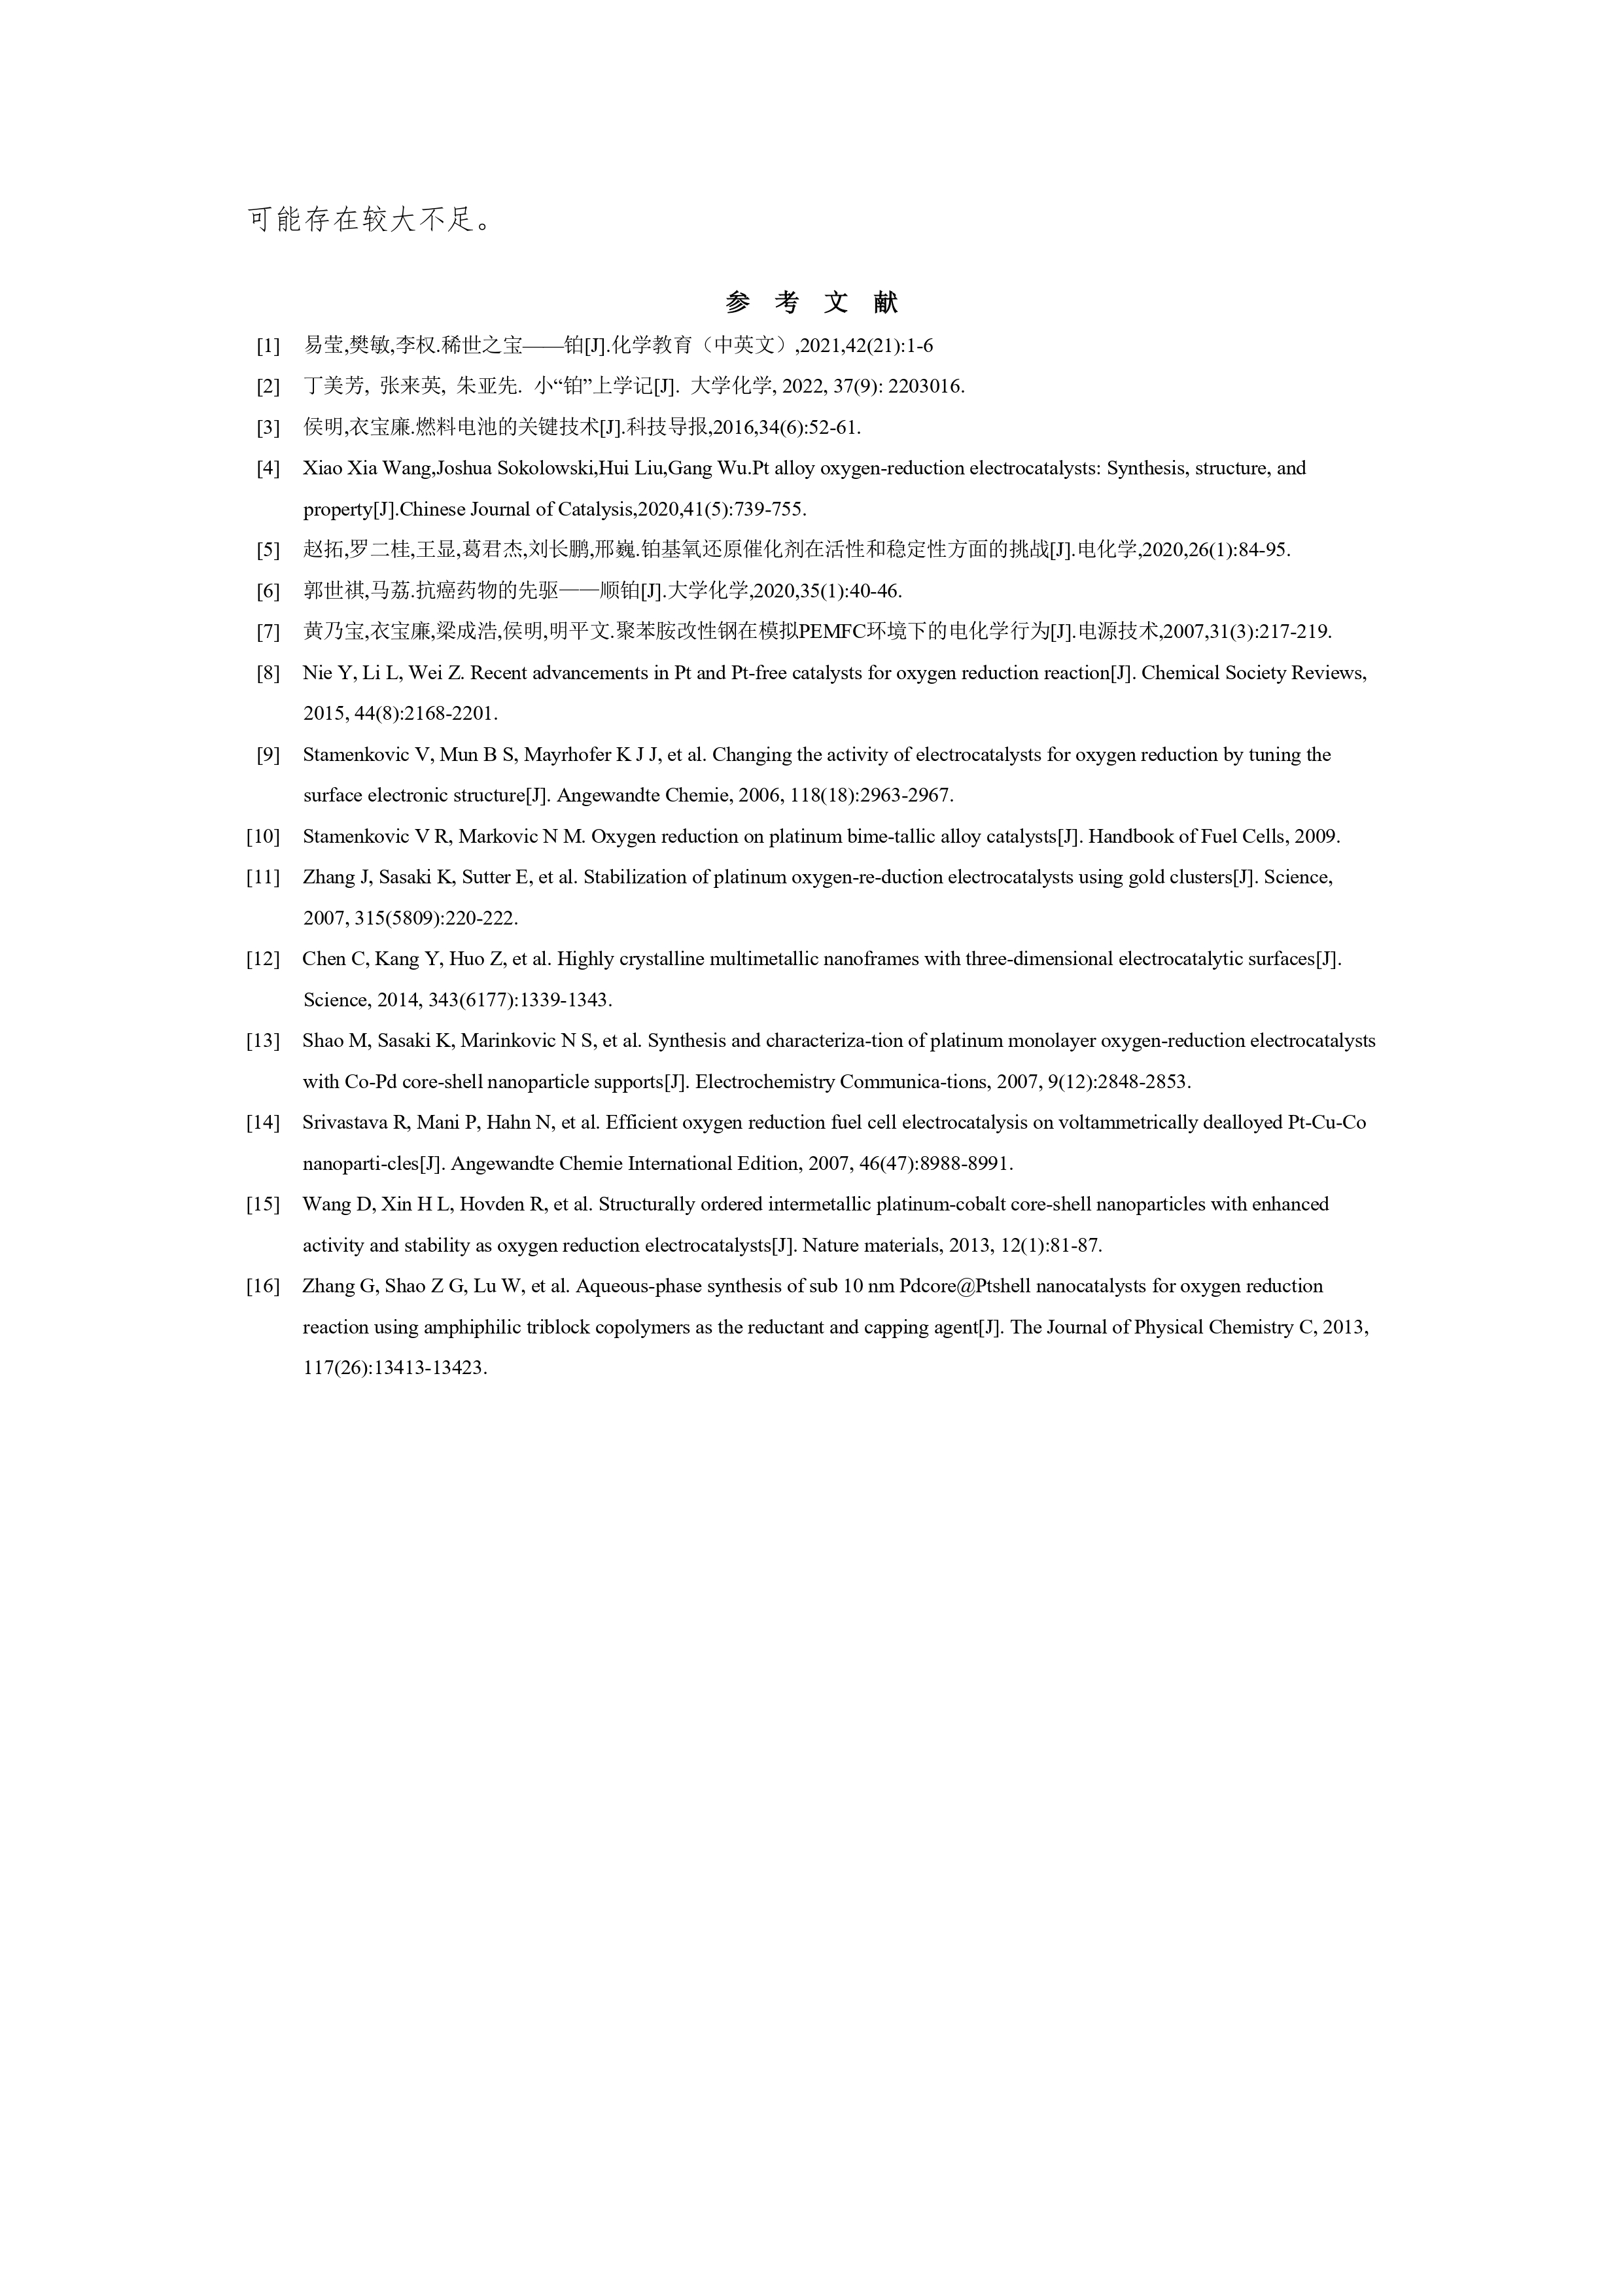 可能存在较大不足。
参 考 文 献
[1] 易莹,樊敏,李权.稀世之宝——铂[J].化学教育（中英文）,2021,42(21):1-6
[2] 丁美芳, 张来英, 朱亚先. 小“铂”上学记[J]. 大学化学, 2022, 37(9): 2203016.
[3] 侯明,衣宝廉.燃料电池的关键技术[J].科技导报,2016,34(6):52-61.
[4] Xiao Xia Wang,Joshua Sokolowski,Hui Liu,Gang Wu.Pt alloy oxygen-reduction electrocatalysts: Synthesis, structure, and
property[J].Chinese Journal of Catalysis,2020,41(5):739-755.
[5] 赵拓,罗二桂,王显,葛君杰,刘长鹏,邢巍.铂基氧还原催化剂在活性和稳定性方面的挑战[J].电化学,2020,26(1):84-95.
[6] 郭世祺,马荔.抗癌药物的先驱——顺铂[J].大学化学,2020,35(1):40-46.
[7] 黄乃宝,衣宝廉,梁成浩,侯明,明平文.聚苯胺改性钢在模拟PEMFC环境下的电化学行为[J].电源技术,2007,31(3):217-219.
[8] Nie Y, Li L, Wei Z. Recent advancements in Pt and Pt-free catalysts for oxygen reduction reaction[J]. Chemical Society Reviews,
2015, 44(8):2168-2201.
[9] Stamenkovic V, Mun B S, Mayrhofer K J J, et al. Changing the activity of electrocatalysts for oxygen reduction by tuning the
surface electronic structure[J]. Angewandte Chemie, 2006, 118(18):2963-2967.
[10] Stamenkovic V R, Markovic N M. Oxygen reduction on platinum bime-tallic alloy catalysts[J]. Handbook of Fuel Cells, 2009.
[11] Zhang J, Sasaki K, Sutter E, et al. Stabilization of platinum oxygen-re-duction electrocatalysts using gold clusters[J]. Science,
2007, 315(5809):220-222.
[12] Chen C, Kang Y, Huo Z, et al. Highly crystalline multimetallic nanoframes with three-dimensional electrocatalytic surfaces[J].
Science, 2014, 343(6177):1339-1343.
[13] Shao M, Sasaki K, Marinkovic N S, et al. Synthesis and characteriza-tion of platinum monolayer oxygen-reduction electrocatalysts
with Co-Pd core-shell nanoparticle supports[J]. Electrochemistry Communica-tions, 2007, 9(12):2848-2853.
[14] Srivastava R, Mani P, Hahn N, et al. Efficient oxygen reduction fuel cell electrocatalysis on voltammetrically dealloyed Pt-Cu-Co
nanoparti-cles[J]. Angewandte Chemie International Edition, 2007, 46(47):8988-8991.
[15] Wang D, Xin H L, Hovden R, et al. Structurally ordered intermetallic platinum-cobalt core-shell nanoparticles with enhanced
activity and stability as oxygen reduction electrocatalysts[J]. Nature materials, 2013, 12(1):81-87.
[16] Zhang G, Shao Z G, Lu W, et al. Aqueous-phase synthesis of sub 10 nm Pdcore@Ptshell nanocatalysts for oxygen reduction
reaction using amphiphilic triblock copolymers as the reductant and capping agent[J]. The Journal of Physical Chemistry C, 2013,
117(26):13413-13423.